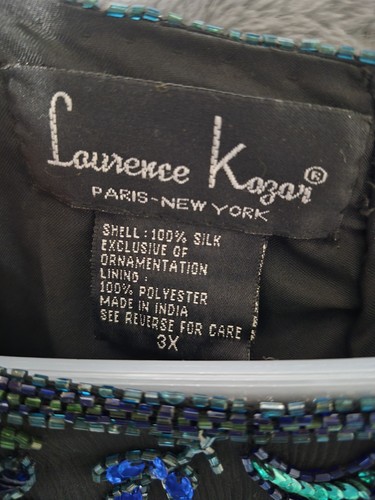 Laurence Kazar®
PARIS-NEW YORK
SHELL: 100% SILK
EXCLUSIVE OF
ORNAMENTATION
LINING:
100% POLYESTER
MADE IN INDIA
SEE REVERSE FOR CARE
3X